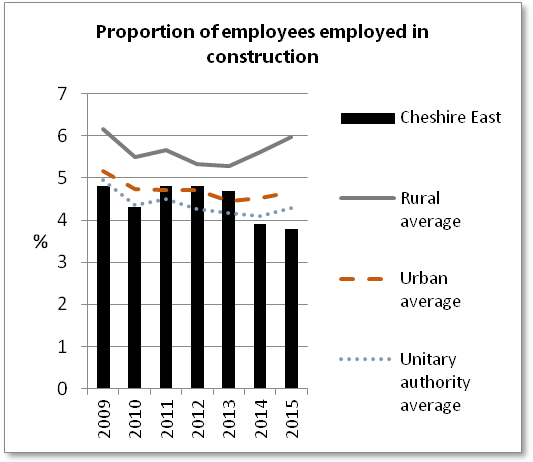 Proportion of employees employed in
construction
7
6
5
4
3
2
1
0
%
2009
2010
2011
2012
2013
2014
2015
Cheshire East
Rural
average
Urban
average
Unitary
authority
average